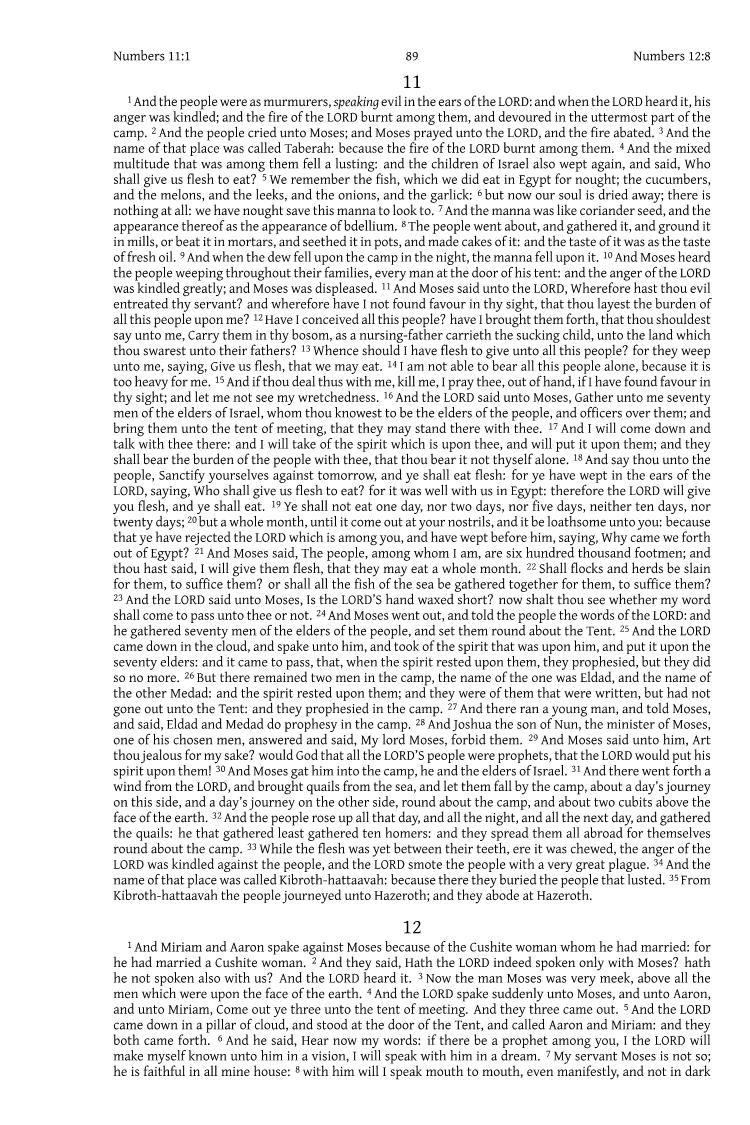 Numbers 11:1 89 Numbers 12:8
11
1 And the people were as murmurers, speaking evil in the ears of the LORD: and when the LORD heard it, his
anger was kindled; and the fire of the LORD burnt among them, and devoured in the uttermost part of the
camp. 2 And the people cried unto Moses; and Moses prayed unto the LORD, and the fire abated. 3 And the
name of that place was called Taberah: because the fire of the LORD burnt among them. 4 And the mixed
multitude that was among them fell a lusting: and the children of Israel also wept again, and said, Who
shall give us flesh to eat? 5 We remember the fish, which we did eat in Egypt for nought; the cucumbers,
and the melons, and the leeks, and the onions, and the garlick: 6 but now our soul is dried away; there is
nothing at all: we have nought save this manna to look to. 7 And the manna was like coriander seed, and the
appearance thereof as the appearance of bdellium. 8 The people went about, and gathered it, and ground it
in mills, or beat it in mortars, and seethed it in pots, and made cakes of it: and the taste of it was as the taste
of fresh oil. 9 And when the dew fell upon the camp in the night, the manna fell upon it. 10 And Moses heard
the people weeping throughout their families, every man at the door of his tent: and the anger of the LORD
was kindled greatly; and Moses was displeased. 11 And Moses said unto the LORD, Wherefore hast thou evil
entreated thy servant? and wherefore have I not found favour in thy sight, that thou layest the burden of
all this people upon me? 12 Have I conceived all this people? have I brought them forth, that thou shouldest
say unto me, Carry them in thy bosom, as a nursing-father carrieth the sucking child, unto the land which
thou swarest unto their fathers? 13 Whence should I have flesh to give unto all this people? for they weep
unto me, saying, Give us flesh, that we may eat. 14 I am not able to bear all this people alone, because it is
too heavy for me. 15 And if thou deal thus with me, kill me, I pray thee, out of hand, if I have found favour in
thy sight; and let me not see my wretchedness. 16 And the LORD said unto Moses, Gather unto me seventy
men of the elders of Israel, whom thou knowest to be the elders of the people, and officers over them; and
bring them unto the tent of meeting, that they may stand there with thee. 17 And I will come down and
talk with thee there: and I will take of the spirit which is upon thee, and will put it upon them; and they
shall bear the burden of the people with thee, that thou bear it not thyself alone. 18 And say thou unto the
people, Sanctify yourselves against tomorrow, and ye shall eat flesh: for ye have wept in the ears of the
LORD, saying, Who shall give us flesh to eat? for it was well with us in Egypt: therefore the LORD will give
you flesh, and ye shall eat. 19 Ye shall not eat one day, nor two days, nor five days, neither ten days, nor
twenty days; 20 but a whole month, until it come out at your nostrils, and it be loathsome unto you: because
that ye have rejected the LORD which is among you, and have wept before him, saying, Why came we forth
out of Egypt? 21 And Moses said, The people, among whom I am, are six hundred thousand footmen; and
thou hast said, I will give them flesh, that they may eat a whole month. 22 Shall flocks and herds be slain
for them, to suffice them? or shall all the fish of the sea be gathered together for them, to suffice them?
23 And the LORD said unto Moses, Is the LORD'S hand waxed short? now shalt thou see whether my word
shall come to pass unto thee or not. 24 And Moses went out, and told the people the words of the LORD: and
he gathered seventy men of the elders of the people, and set them round about the Tent. 25 And the LORD
came down in the cloud, and spake unto him, and took of the spirit that was upon him, and put it upon the
seventy elders: and it came to pass, that, when the spirit rested upon them, they prophesied, but they did
so no more. 26 But there remained two men in the camp, the name of the one was Eldad, and the name of
the other Medad: and the spirit rested upon them; and they were of them that were written, but had not
gone out unto the Tent: and they prophesied in the camp. 27 And there ran a young man, and told Moses,
and said, Eldad and Medad do prophesy in the camp. 28 And Joshua the son of Nun, the minister of Moses,
one of his chosen men, answered and said, My lord Moses, forbid them. 29 And Moses said unto him, Art
thou jealous for my sake? would God that all the LORD'S people were prophets, that the LORD would put his
spirit upon them! 30 And Moses gat him into the camp, he and the elders of Israel. 31 And there went forth a
wind from the LORD, and brought quails from the sea, and let them fall by the camp, about a day's journey
on this side, and a day's journey on the other side, round about the camp, and about two cubits above the
face of the earth. 32 And the people rose up all that day, and all the night, and all the next day, and gathered
the quails: he that gathered least gathered ten homers: and they spread them all abroad for themselves
round about the camp. 33 While the flesh was yet between their teeth, ere it was chewed, the anger of the
LORD was kindled against the people, and the LORD smote the people with a very great plague. 34 And the
name of that place was called Kibroth-hattaavah: because there they buried the people that lusted. 35 From
Kibroth-hattaavah the people journeyed unto Hazeroth; and they abode at Hazeroth.
12
1 And Miriam and Aaron spake against Moses because of the Cushite woman whom he had married: for
he had married a Cushite woman. 2 And they said, Hath the LORD indeed spoken only with Moses? hath
he not spoken also with us? And the LORD heard it. 3 Now the man Moses was very meek, above all the
men which were upon the face of the earth. 4 And the LORD spake suddenly unto Moses, and unto Aaron,
and unto Miriam, Come out ye three unto the tent of meeting. And they three came out. 5 And the LORD
came down in a pillar of cloud, and stood at the door of the Tent, and called Aaron and Miriam: and they
both came forth. 6 And he said, Hear now my words: if there be a prophet among you, I the LORD will
make myself known unto him in a vision, I will speak with him in a dream. 7 My servant Moses is not so;
he is faithful in all mine house: 8 with him will I speak mouth to mouth, even manifestly, and not in dark